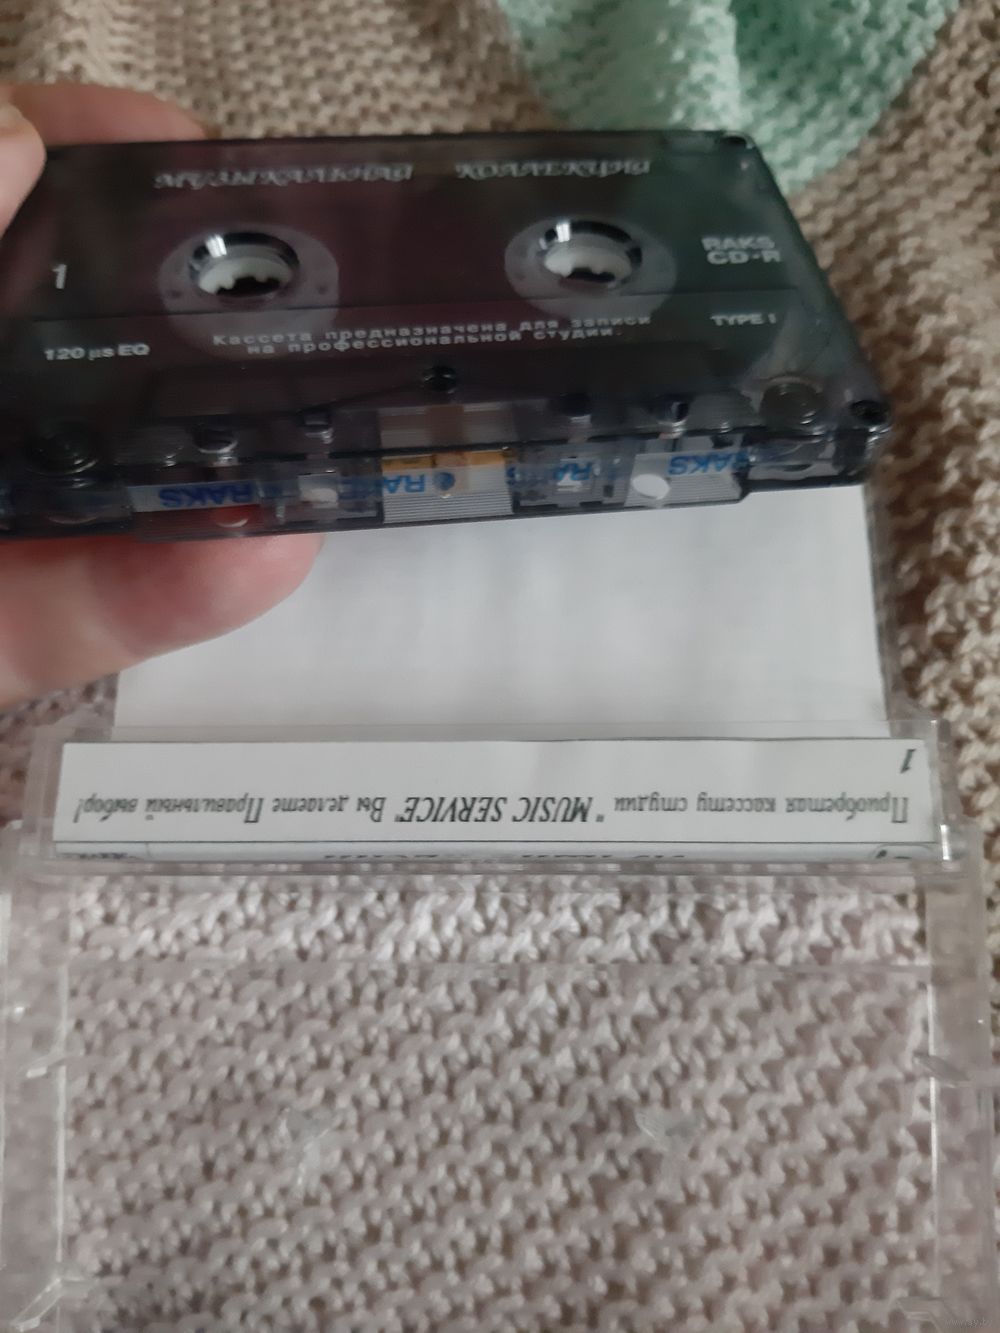 МУЗЫКАЛЬНАЯ КОЛЛЕКЦИЯ
RAKS
CD-R
1
Кассета предназначена для записи
на профессиональной студии.
TYPE I
120 µs EQ
RAKS
RAKS
RAKS
RAKS
1
Приобретая кассету студии "MUSIC SERVICE" Вы делаете Правильный выбор!